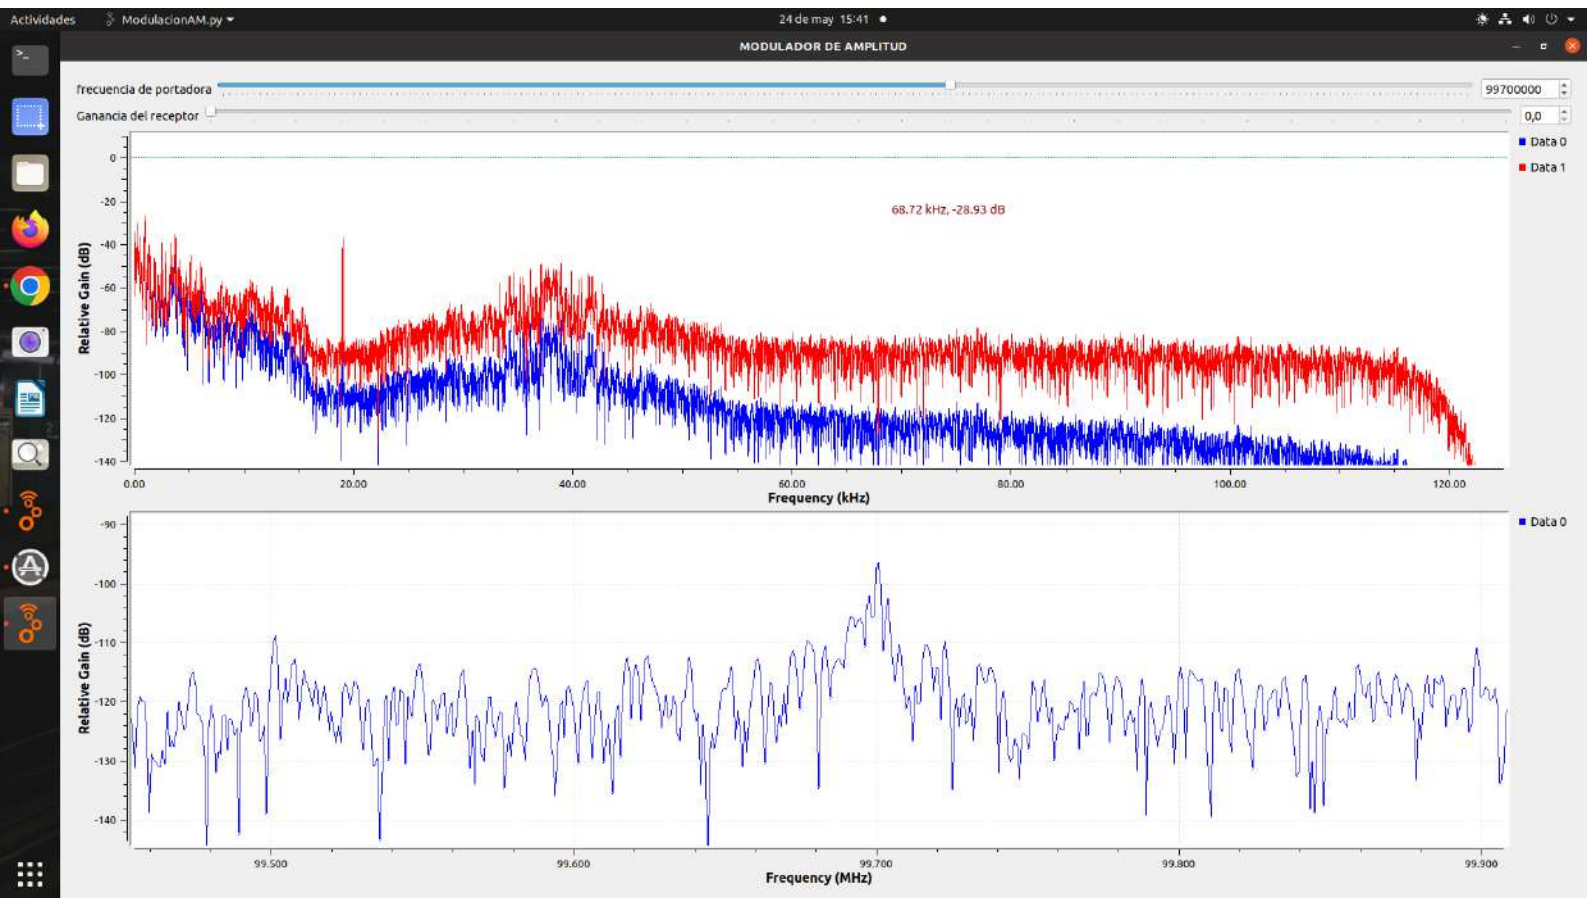 Actividades ModulacionAM.py 24 de may 15:41
MODULADOR DE AMPLITUD
frecuencia de portadora 99700000
Ganancia del receptor 0,0
Data 0
Data 1
68.72 kHz, -28.93 dB
Relative Gain (dB)
0
-20
-40
-60
-80
-100
-120
-140
0.00 20.00 40.00 60.00 80.00 100.00 120.00
Frequency (kHz)
Data 0
Relative Gain (dB)
-90
-100
-110
-120
-130
-140
99.500 99.600 99.700 99.800 99.900
Frequency (MHz)